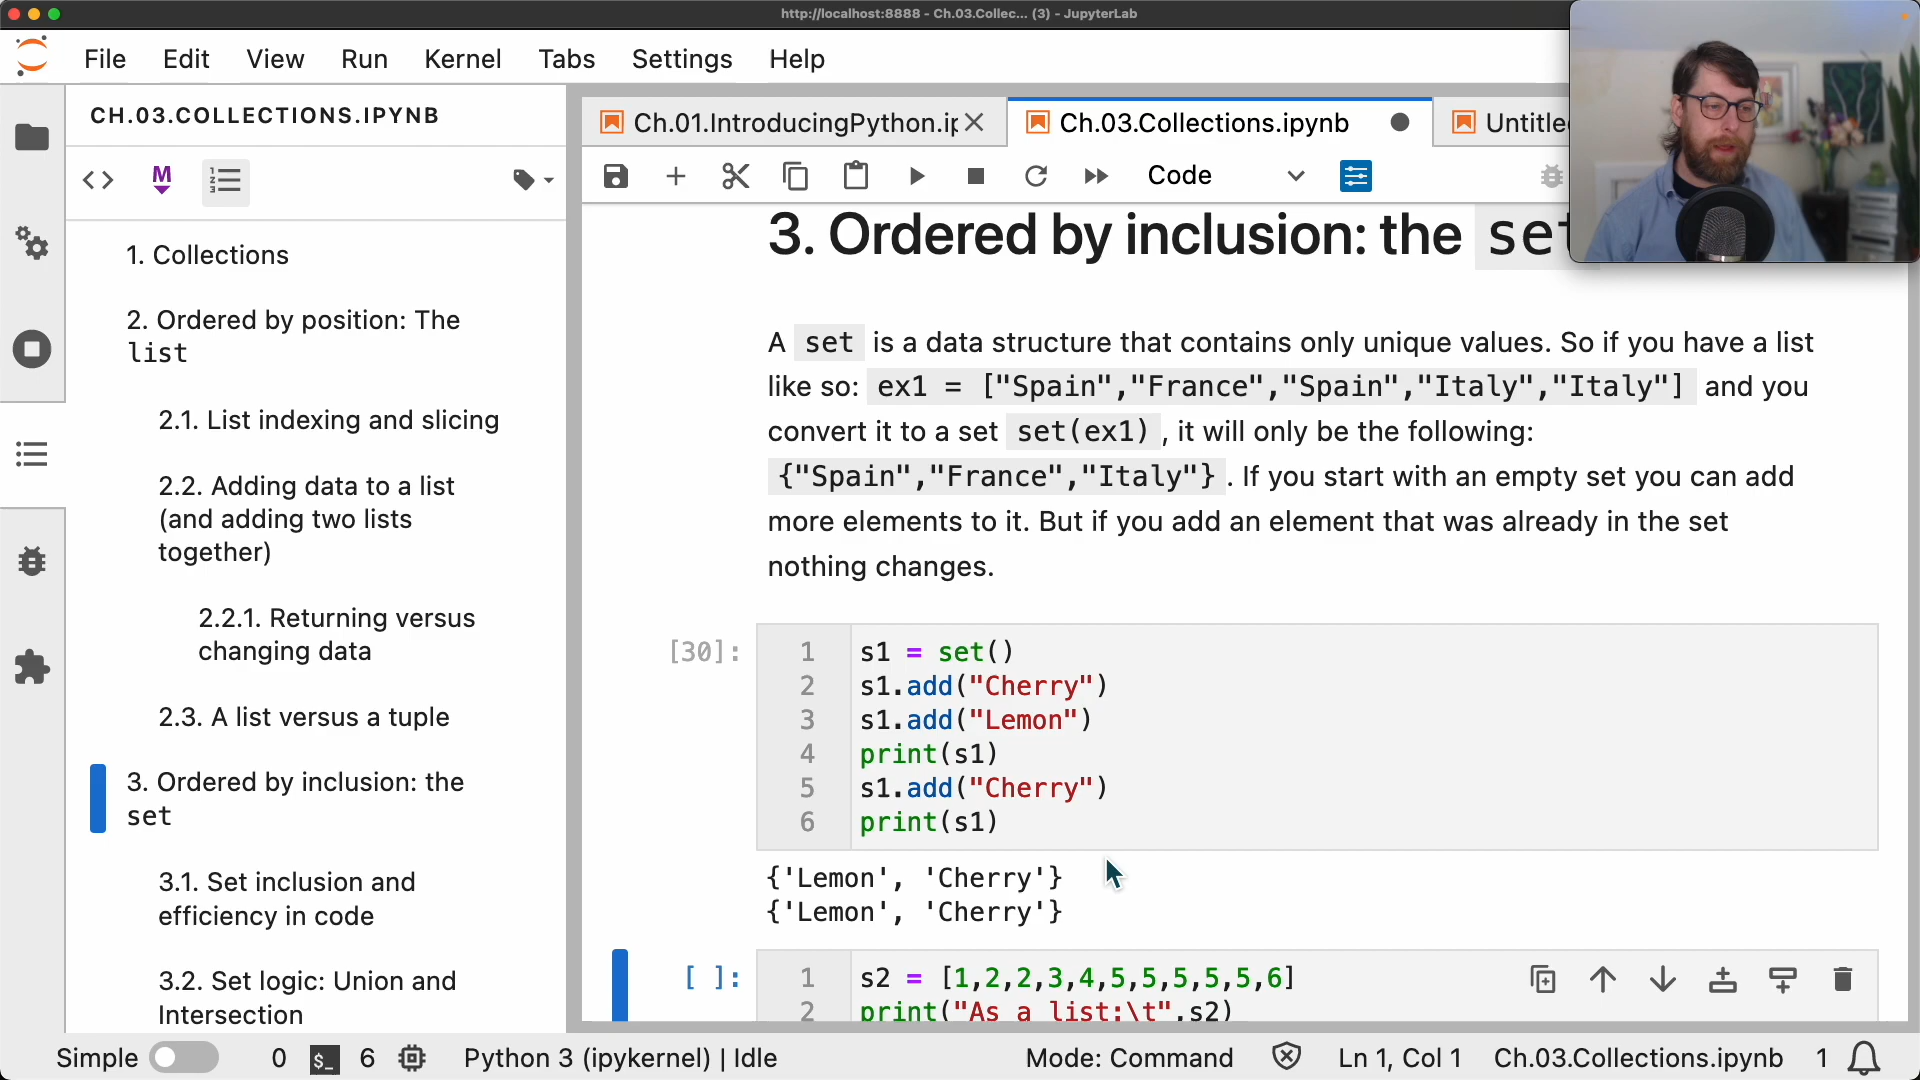 http://localhost:8888 - Ch.03.Collec... (3) - JupyterLab
File Edit View Run Kernel Tabs Settings Help
CH.03.COLLECTIONS.IPYNB
Ch.01.IntroducingPython.ip
Ch.03.Collections.ipynb
Untitle
Code
1. Collections
2. Ordered by position: The
list
2.1. List indexing and slicing
2.2. Adding data to a list
(and adding two lists
together)
2.2.1. Returning versus
changing data
2.3. A list versus a tuple
3. Ordered by inclusion: the
set
3.1. Set inclusion and
efficiency in code
3.2. Set logic: Union and
Intersection
3. Ordered by inclusion: the set
A set is a data structure that contains only unique values. So if you have a list
like so: ex1 = ["Spain","France","Spain","Italy","Italy"] and you
convert it to a set set(ex1) , it will only be the following:
{"Spain","France","Italy"} . If you start with an empty set you can add
more elements to it. But if you add an element that was already in the set
nothing changes.
[30]:
1 s1 = set()
2 s1.add("Cherry")
3 s1.add("Lemon")
4 print(s1)
5 s1.add("Cherry")
6 print(s1)
{'Lemon', 'Cherry'}
{'Lemon', 'Cherry'}
[ ]:
1 s2 = [1,2,2,3,4,5,5,5,5,5,6]
2 print("As a list:\t",s2)
Simple 0 $_ 6 Python 3 (ipykernel) | Idle Mode: Command Ln 1, Col 1 Ch.03.Collections.ipynb 1